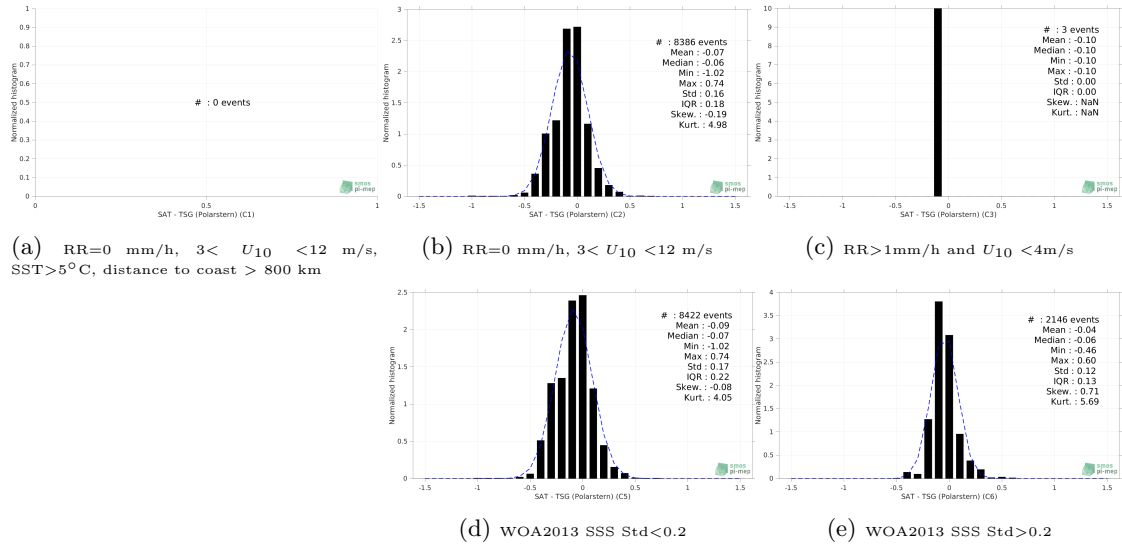 1
0.9
0.8
0.7
0.6
0.5
0.4
0.3
0.2
0.1
0
Normalized histogram
# : 0 events
0 0.5 1
SAT - TSG (Polarstern) (C1)
smos
pi-mep
(a) RR=0 mm/h, 3< U10 <12 m/s,
SST>5°C, distance to coast > 800 km
3
2.5
2
1.5
1
0.5
0
Normalized histogram
# : 8386 events
Mean : -0.07
Median : -0.06
Min : -1.02
Max : 0.74
Std : 0.16
IQR : 0.18
Skew. : -0.19
Kurt. : 4.98
-1.5 -1 -0.5 0 0.5 1 1.5
SAT - TSG (Polarstern) (C2)
smos
pi-mep
(b) RR=0 mm/h, 3< U10 <12 m/s
10
9
8
7
6
5
4
3
2
1
0
Normalized histogram
# : 3 events
Mean : -0.10
Median : -0.10
Min : -0.10
Max : -0.10
Std : 0.00
IQR : 0.00
Skew. : NaN
Kurt. : NaN
-1.5 -1 -0.5 0 0.5 1 1.5
SAT - TSG (Polarstern) (C3)
smos
pi-mep
(c) RR>1mm/h and U10 <4m/s
2.5
2
1.5
1
0.5
0
Normalized histogram
# : 8422 events
Mean : -0.09
Median : -0.07
Min : -1.02
Max : 0.74
Std : 0.17
IQR : 0.22
Skew. : -0.08
Kurt. : 4.05
-1.5 -1 -0.5 0 0.5 1 1.5
SAT - TSG (Polarstern) (C5)
smos
pi-mep
(d) WOA2013 SSS Std<0.2
4
3.5
3
2.5
2
1.5
1
0.5
0
Normalized histogram
# : 2146 events
Mean : -0.04
Median : -0.06
Min : -0.46
Max : 0.60
Std : 0.12
IQR : 0.13
Skew. : 0.71
Kurt. : 5.69
-1.5 -1 -0.5 0 0.5 1 1.5
SAT - TSG (Polarstern) (C6)
smos
pi-mep
(e) WOA2013 SSS Std>0.2